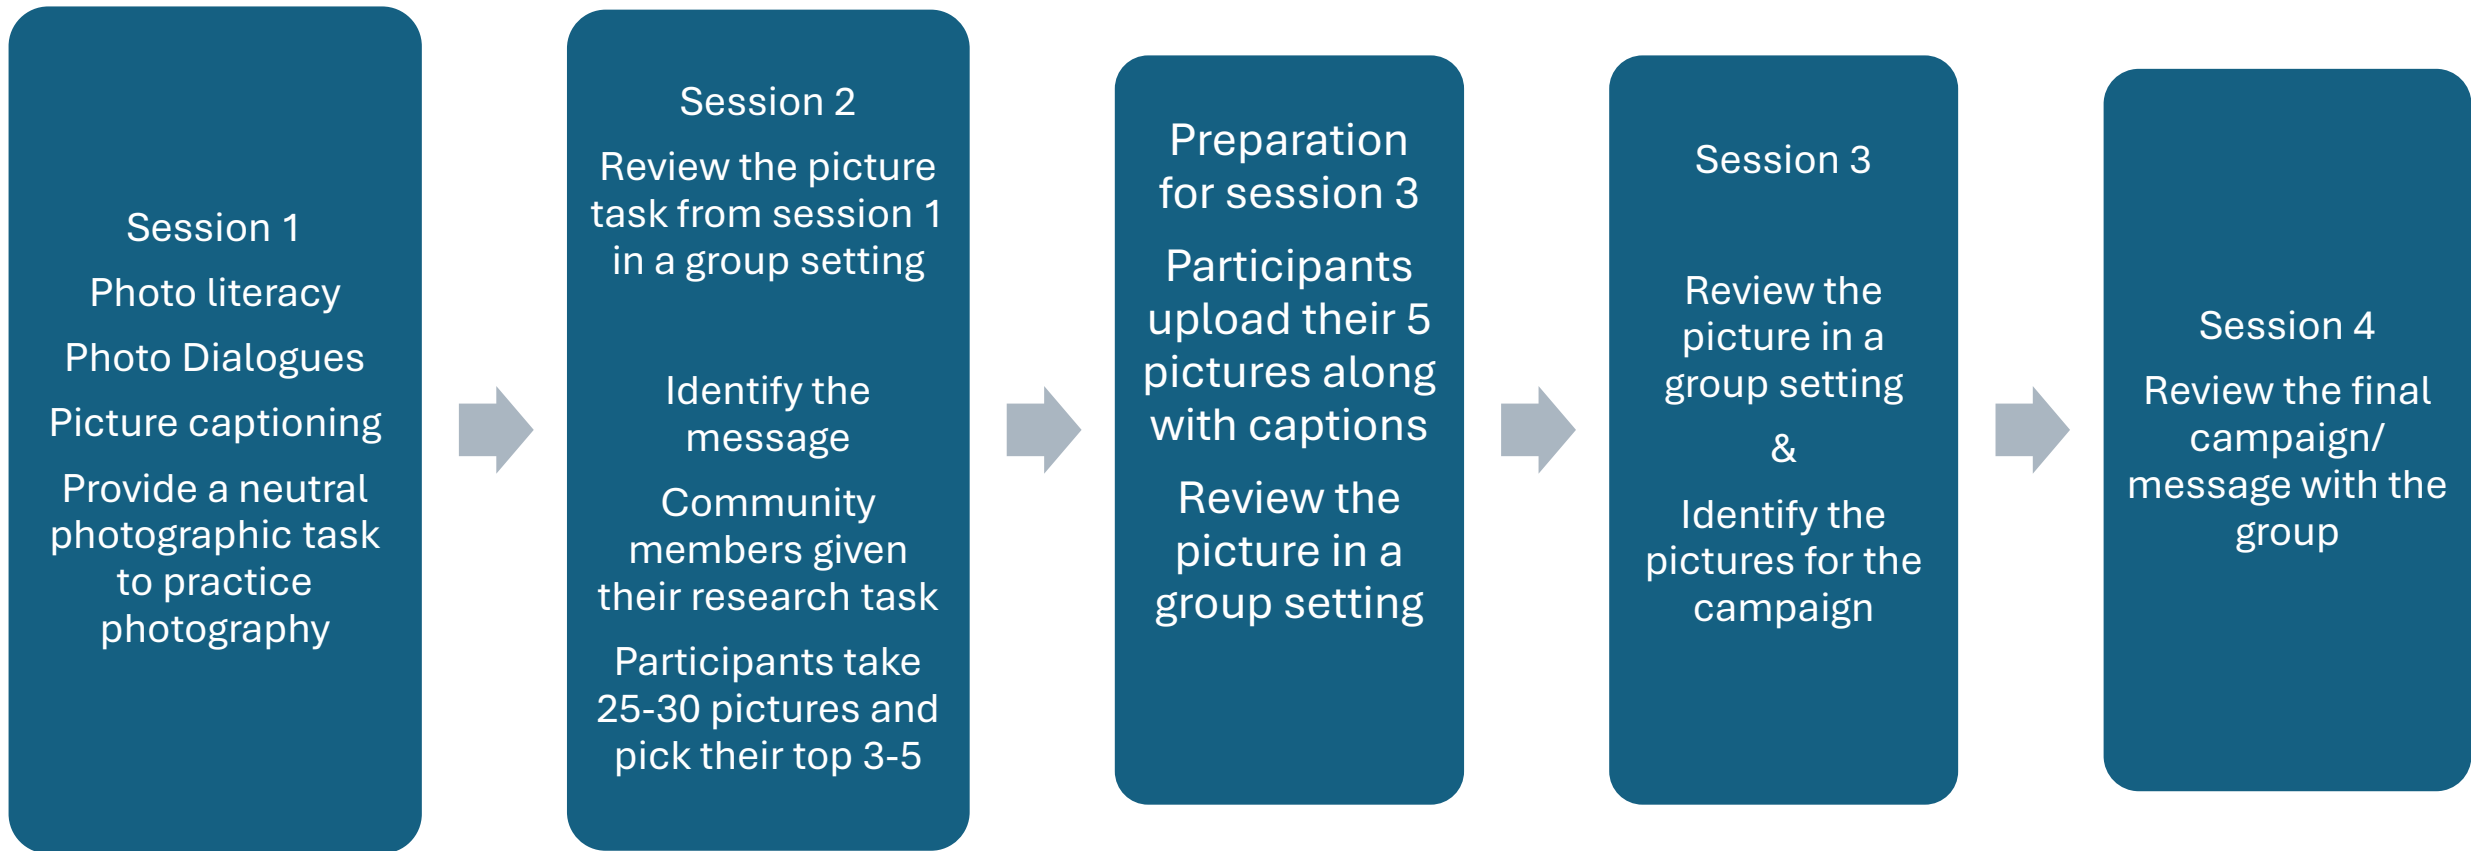 Session 1
Photo literacy
Photo Dialogues
Picture captioning
Provide a neutral
photographic task
to practice
photography
Session 2
Review the picture
task from session 1
in a group setting
Identify the
message
Community
members given
their research task
Participants take
25-30 pictures and
pick their top 3-5
Preparation
for session 3
Participants
upload their 5
pictures along
with captions
Review the
picture in a
group setting
Session 3
Review the
picture in a
group setting
&
Identify the
pictures for the
campaign
Session 4
Review the final
campaign/
message with the
group